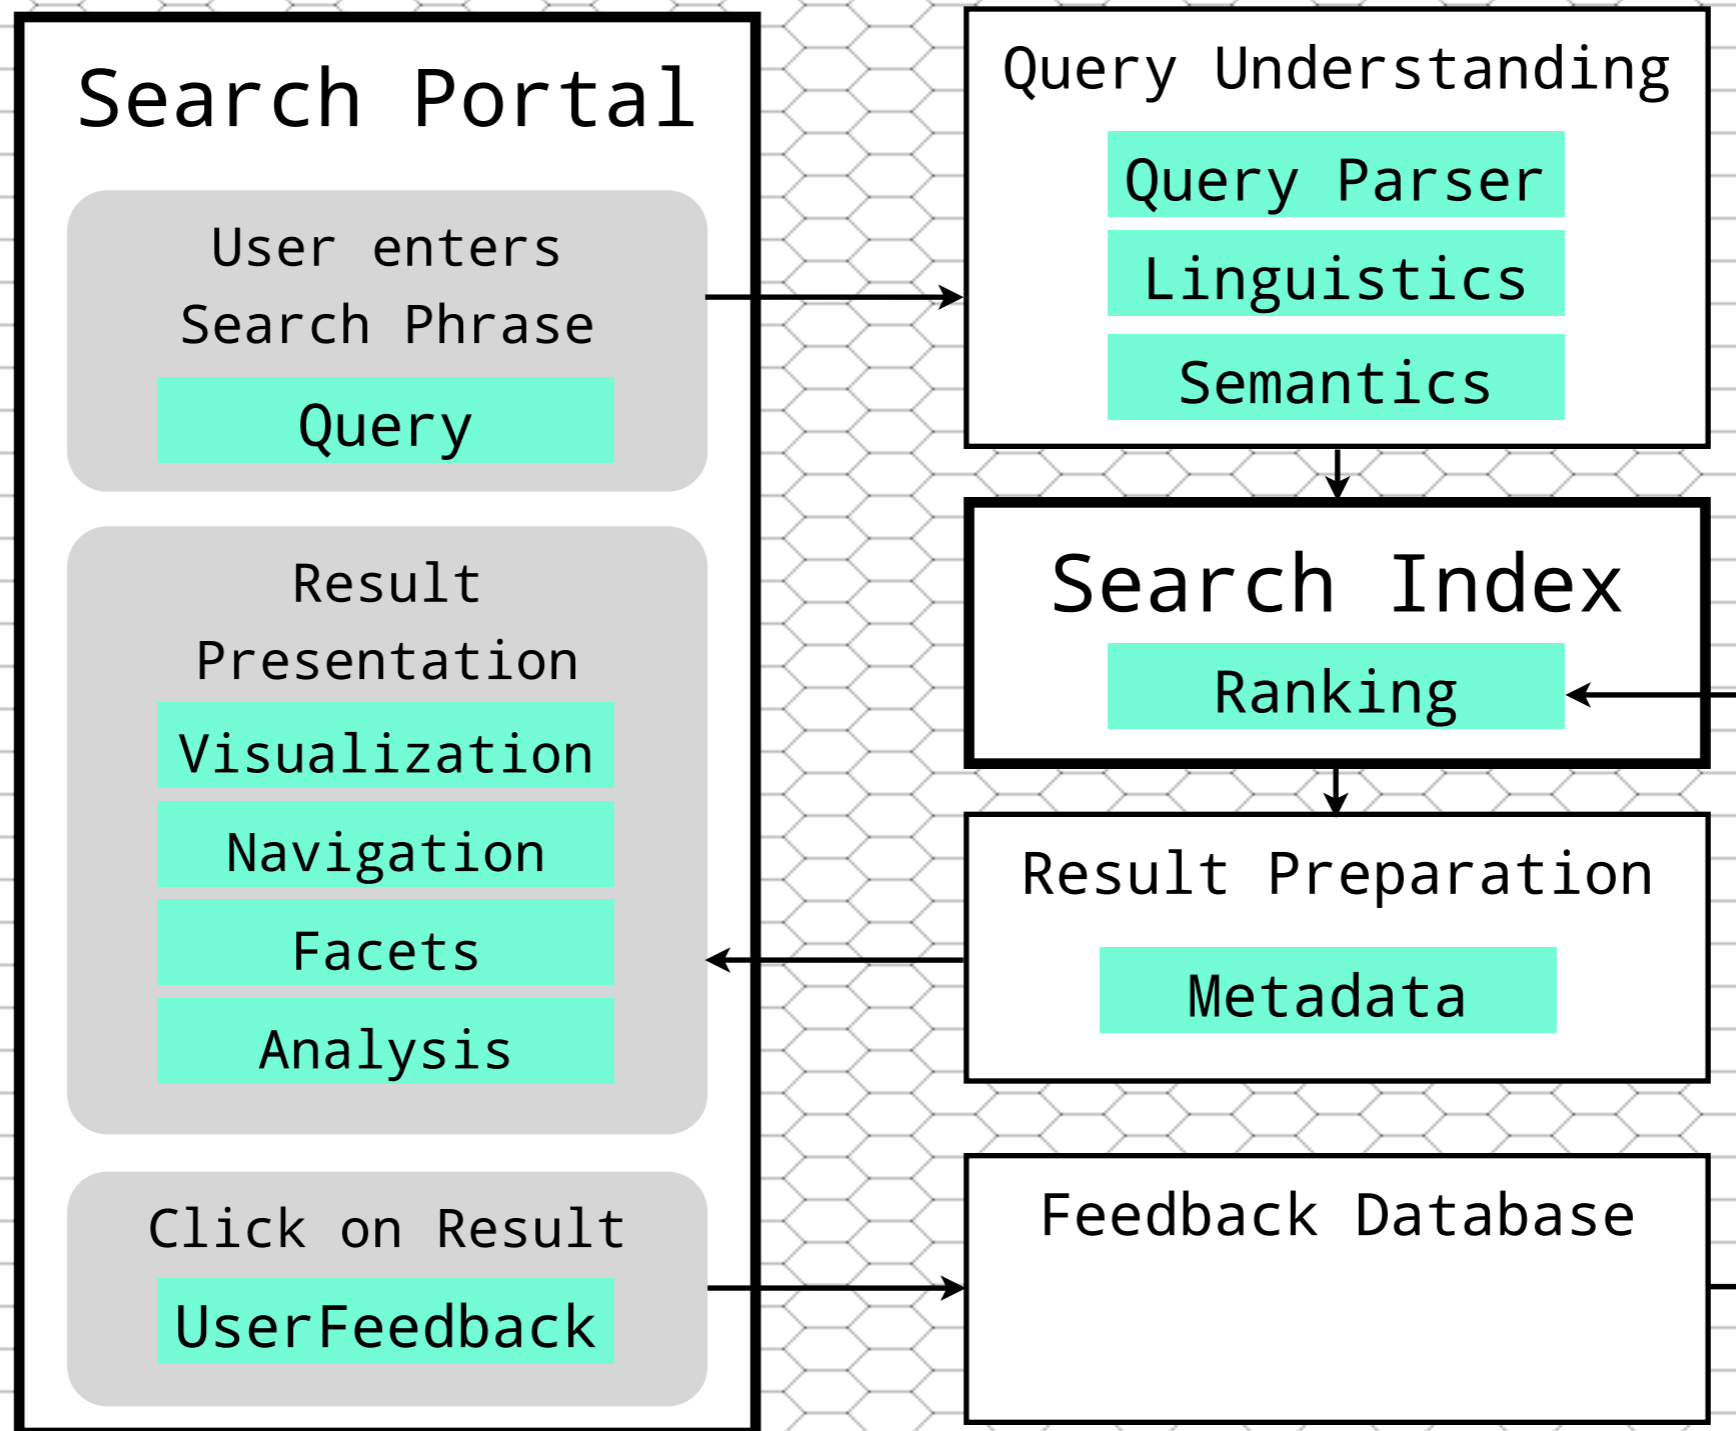 Search Portal
User enters
Search Phrase
Query
Result
Presentation
Visualization
Navigation
Facets
Analysis
Click on Result
UserFeedback
Query Understanding
Query Parser
Linguistics
Semantics
Search Index
Ranking
Result Preparation
Metadata
Feedback Database